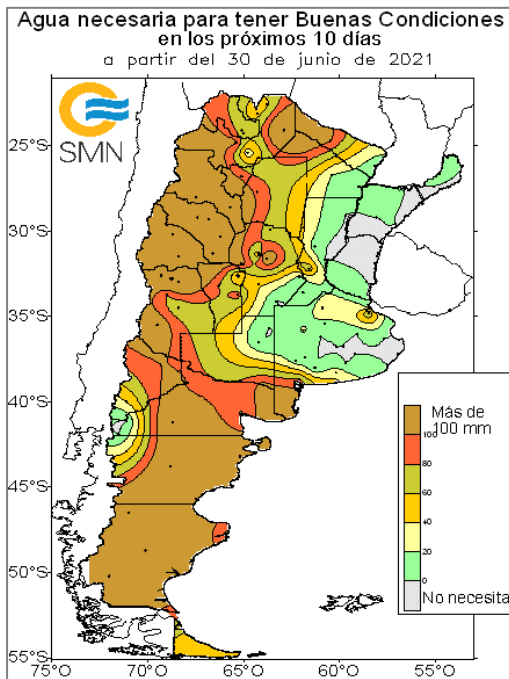 Agua necesaria para tener Buenas Condiciones
en los próximos 10 días
a partir del 30 de junio de 2021
SMN
25°S
30°S
35°S
40°S
45°S
50°S
55°S
75°O
70°O
65°O
60°O
55°O
Más de
100 mm
100
80
60
40
20
0
No necesita